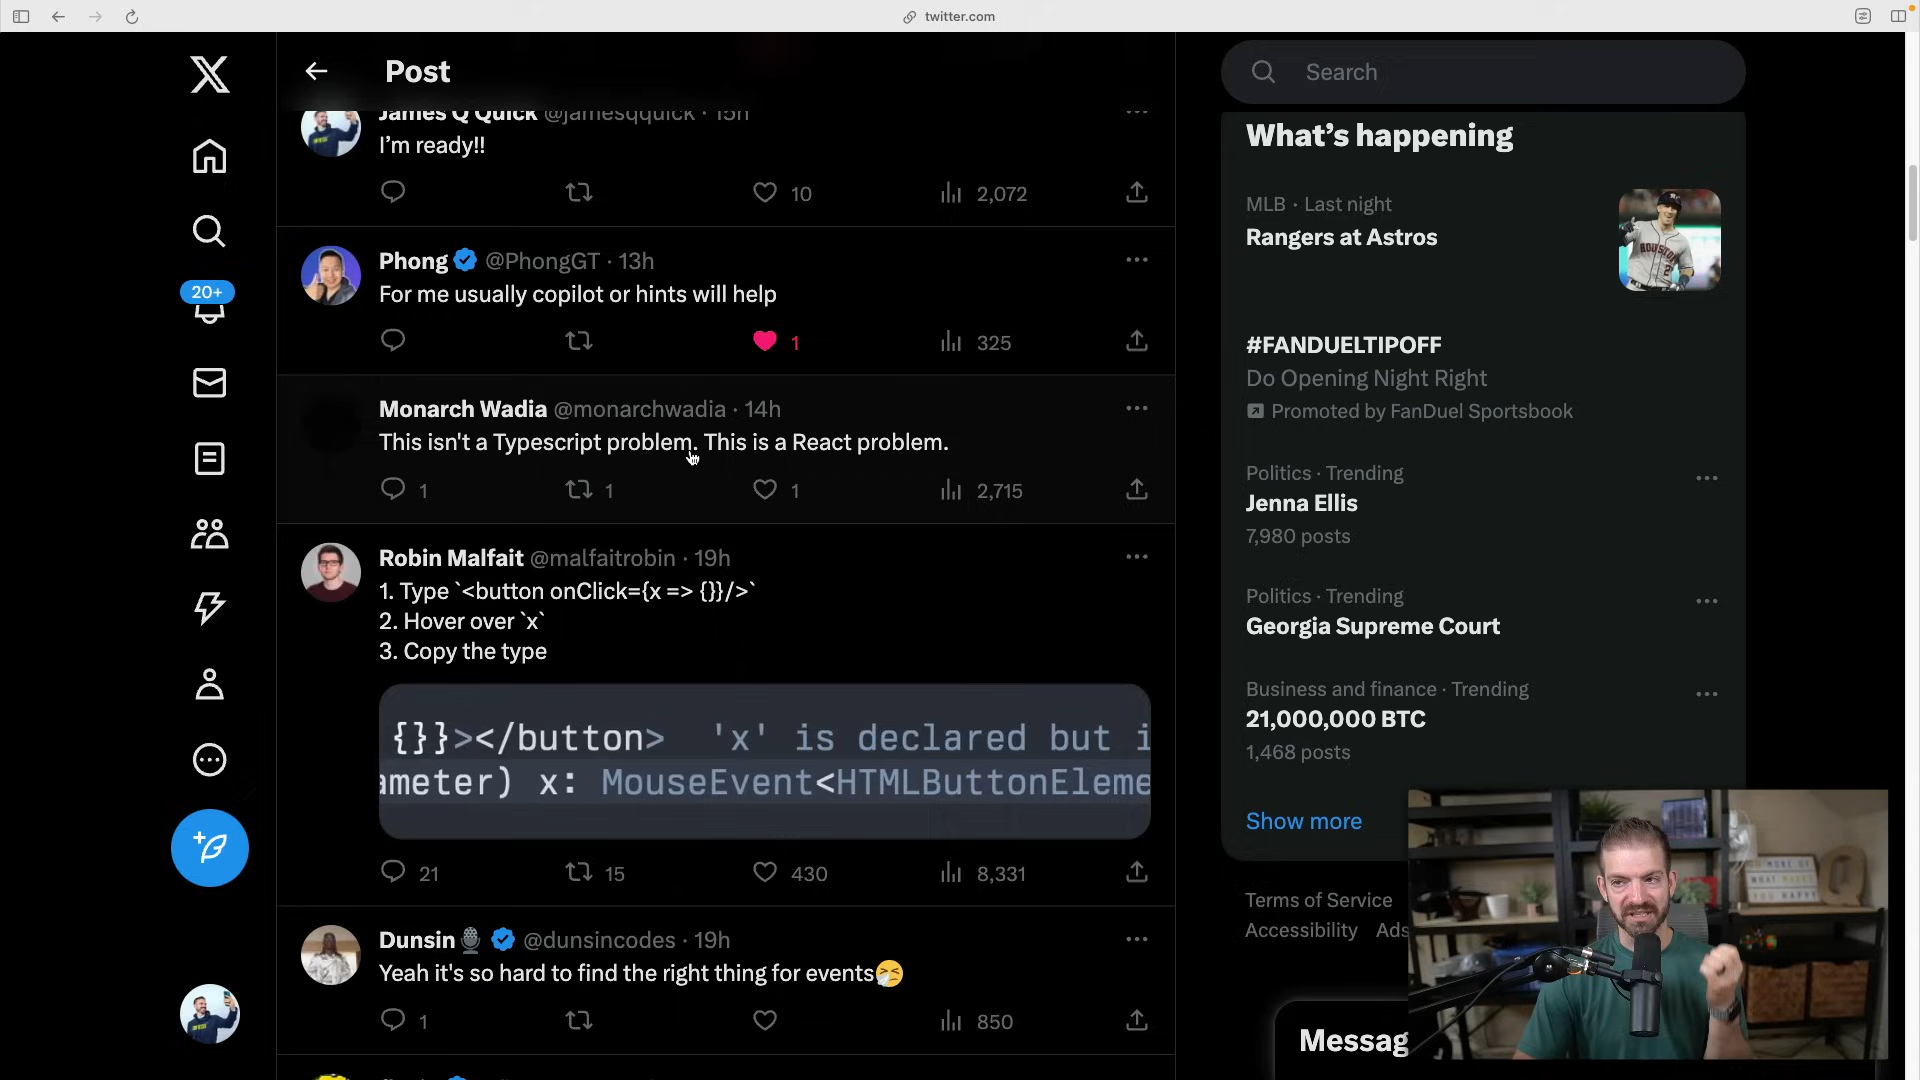 twitter.com
Post
Search
James Q Quick @jamesqquick · 15h
I'm ready!!
10
2,072
Phong @PhongGT · 13h
For me usually copilot or hints will help
1
325
Monarch Wadia @monarchwadia · 14h
This isn't a Typescript problem. This is a React problem.
1
1
1
2,715
Robin Malfait @malfaitrobin · 19h
1. Type `<button onClick={x => {}}/>`
2. Hover over `x`
3. Copy the type
{}}></button> 'x' is declared but i
ameter) x: MouseEvent<HTMLButtonEleme
21
15
430
8,331
Dunsin @dunsincodes · 19h
Yeah it's so hard to find the right thing for events
1
850
20+
What's happening
MLB · Last night
Rangers at Astros
#FANDUELTIPOFF
Do Opening Night Right
Promoted by FanDuel Sportsbook
Politics · Trending
Jenna Ellis
7,980 posts
Politics · Trending
Georgia Supreme Court
Business and finance · Trending
21,000,000 BTC
1,468 posts
Show more
Terms of Service
Accessibility Ads
Messag
DO MORE OF
WHAT MAKES
YOU HAPPY